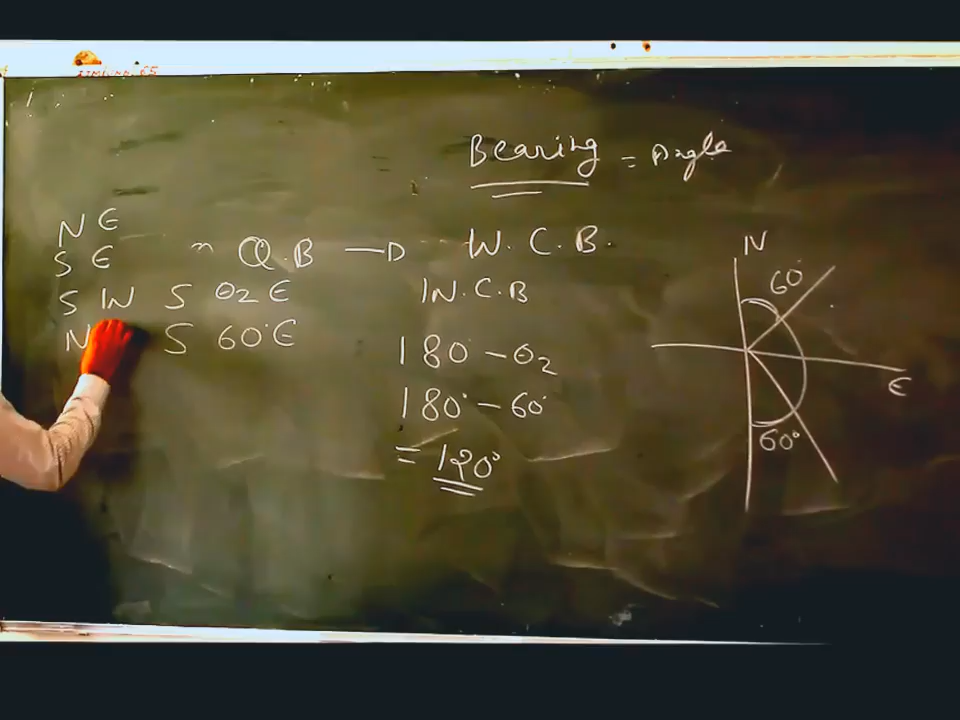 Bearing = Angle
N E
S E
Q.B — D W.C.B.
S W S θ2 E W.C.B
N S 60° E
180° - θ2
180° - 60°
= 120°
N
60°
E
60°